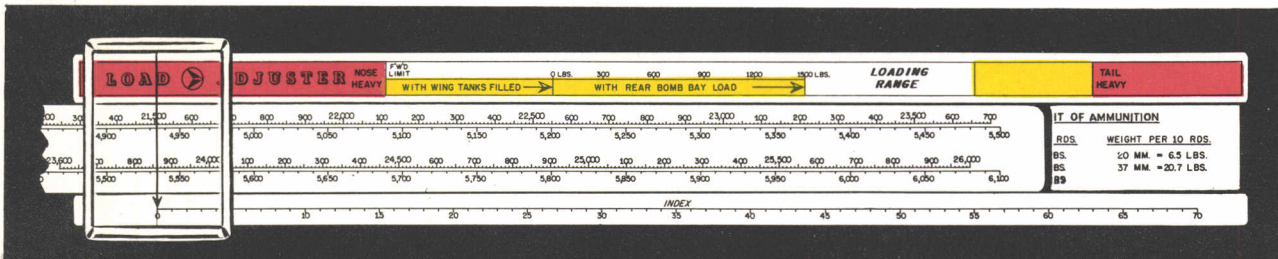 LOAD ADJUSTER
NOSE HEAVY
F'WD LIMIT
0 LBS. 300 600 900 1200 1500 LBS.
WITH WING TANKS FILLED
WITH REAR BOMB BAY LOAD
LOADING RANGE
TAIL HEAVY
00 30 400 21,500 600 800 900 22,000 100 200 300 400 22,500 600 700 800 900 23,000 100 200 300 400 23,500 600 700
4,900 4,950 5,000 5,050 5,100 5,150 5,200 5,250 5,300 5,350 5,400 5,450 5,500
23,600 70 800 900 24,000 100 200 300 400 24,500 600 700 800 900 25,000 100 200 300 400 25,500 600 700 800 900 26,000
5,500 5,550 5,600 5,650 5,700 5,750 5,800 5,850 5,900 5,950 6,000 6,050 6,100
IT OF AMMUNITION
RDS. WEIGHT PER 10 RDS.
BS. 20 MM. = 6.5 LBS.
BS. 37 MM. = 20.7 LBS.
BS
INDEX
0 10 15 20 25 30 35 40 45 50 55 60 65 70